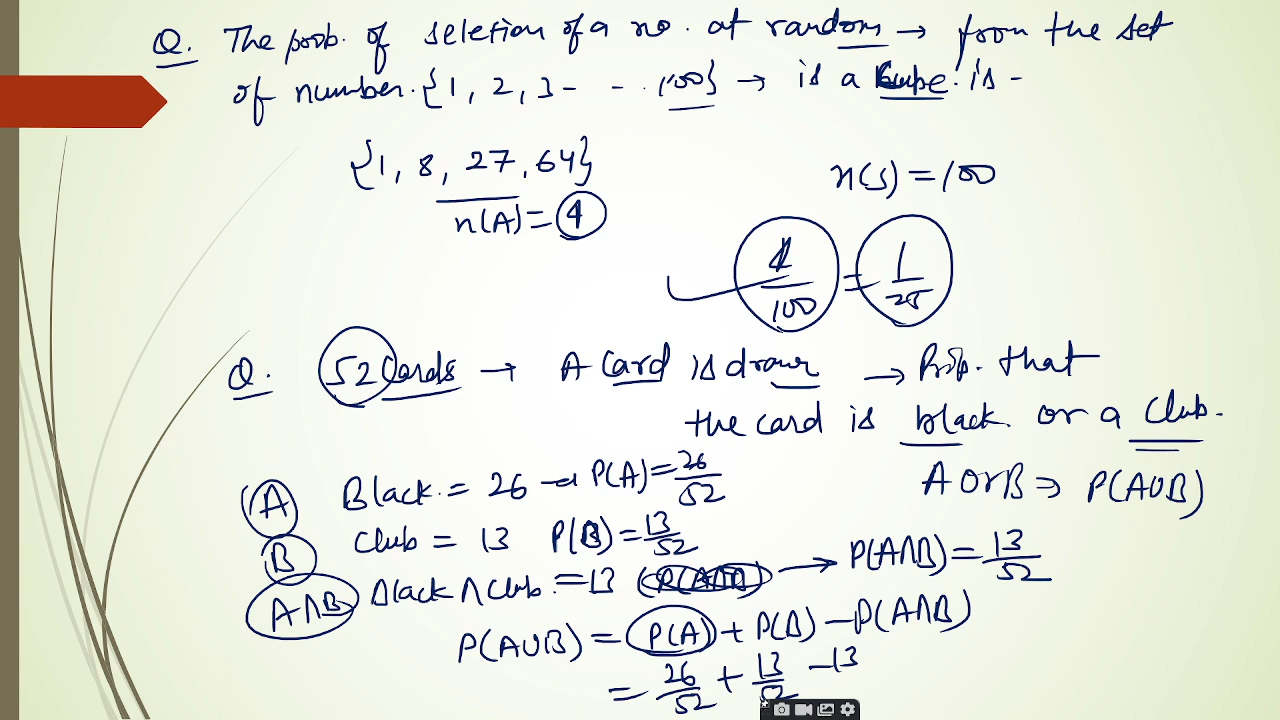 Q. The prob. of seletion of a no. at random → from the set
of number. {1, 2, 3 - - . 100} → is a cube. is -
{1, 8, 27, 64}
n(S) = 100
n(A) = 4
4/100 = 1/25
Q. 52 Cards → A Card is drawn → Prob. that
the card is black. or a club.
A or B ⇒ P(A∪B)
A Black. = 26 → P(A) = 26/52
B Club = 13 P(B) = 13/52
A∩B Black ∩ Club = 13 → P(A∩B) = 13/52
P(A∪B) = P(A) + P(B) - P(A∩B)
= 26/52 + 13/52 - 13